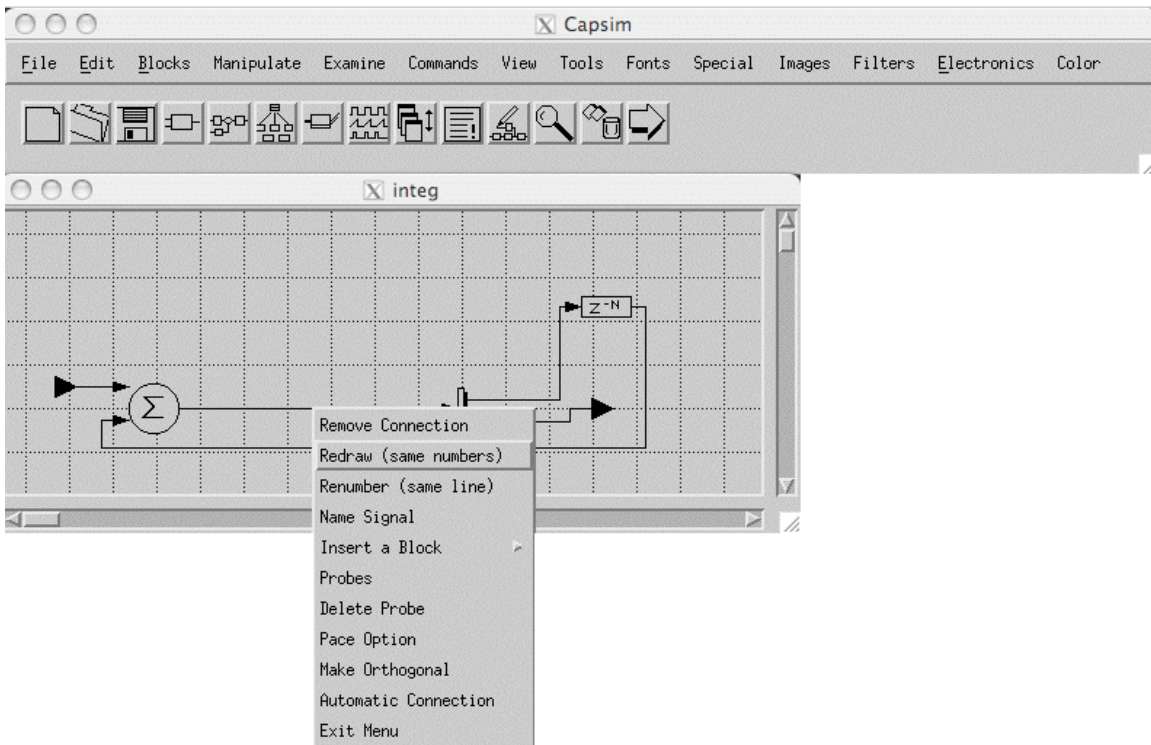 Capsim
File Edit Blocks Manipulate Examine Commands View Tools Fonts Special Images Filters Electronics Color
integ
Z-N
Σ
Remove Connection
Redraw (same numbers)
Renumber (same line)
Name Signal
Insert a Block
Probes
Delete Probe
Pace Option
Make Orthogonal
Automatic Connection
Exit Menu